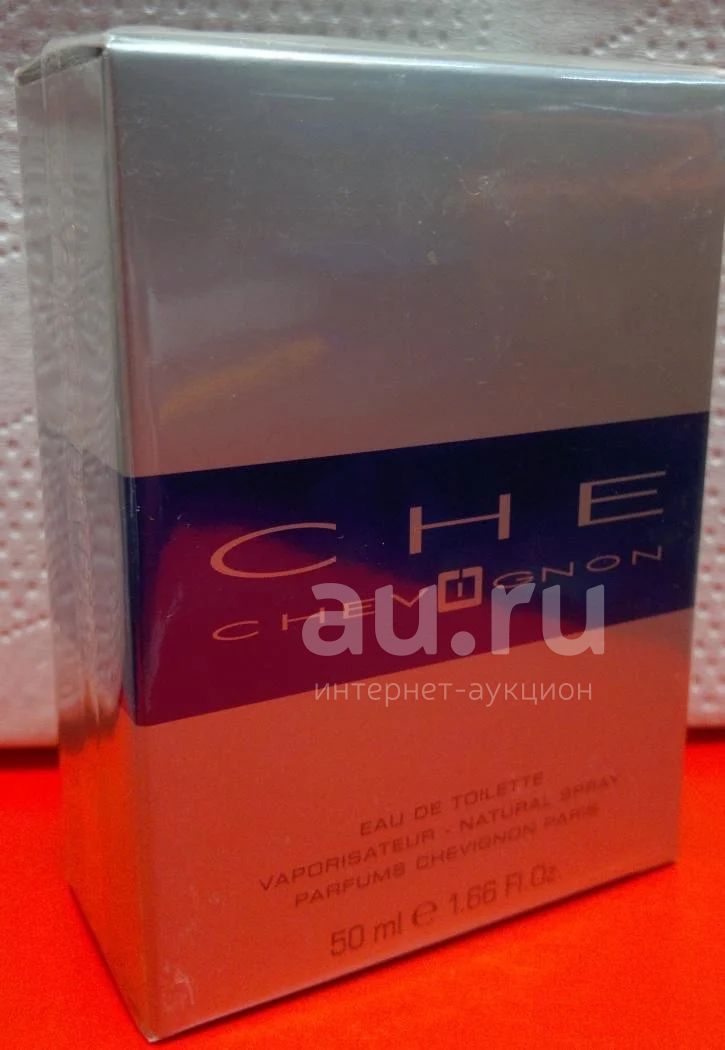 CHE
CHEVIGNON
au.ru
интернет-аукцион
EAU DE TOILETTE
VAPORISATEUR - NATURAL SPRAY
PARFUMS CHEVIGNON PARIS
50 ml ℮ 1.66 Fl.Oz.